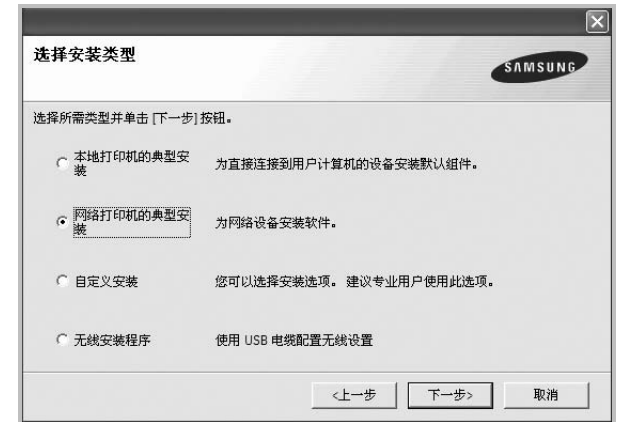 选择安装类型
SAMSUNG
选择所需类型并单击 [下一步] 按钮。
本地打印机的典型安
装
为直接连接到用户计算机的设备安装默认组件。
网络打印机的典型安
装
为网络设备安装软件。
自定义安装
您可以选择安装选项。 建议专业用户使用此选项。
无线安装程序
使用 USB 电缆配置无线设置
<上一步
下一步>
取消